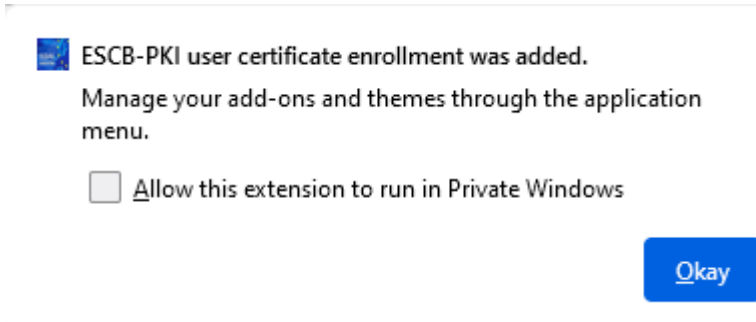 ESCB-PKI user certificate enrollment was added.
Manage your add-ons and themes through the application
menu.
Allow this extension to run in Private Windows
Okay